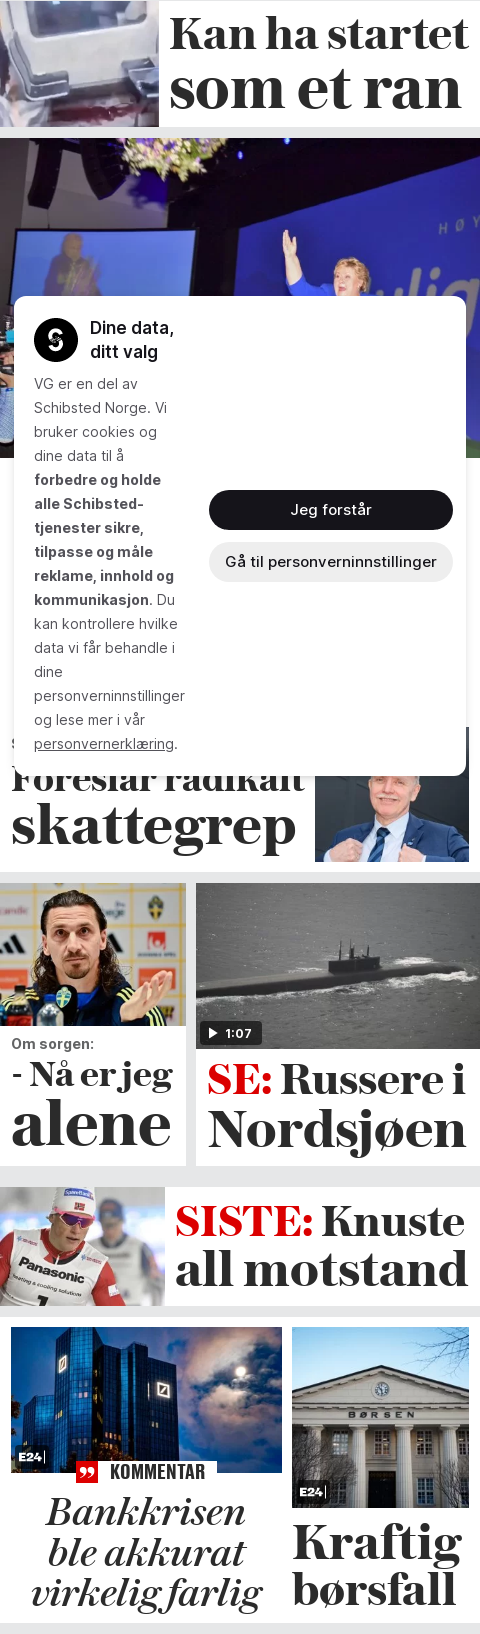 Kan ha startet
som et ran
HØY
Dine data,
ditt valg
VG er en del av
Schibsted Norge. Vi
bruker cookies og
dine data til å
forbedre og holde
alle Schibsted-
tjenester sikre,
tilpasse og måle
reklame, innhold og
kommunikasjon. Du
kan kontrollere hvilke
data vi får behandle i
dine
personverninnstillinger
og lese mer i vår
personvernerklæring.
Jeg forstår
Gå til personverninnstillinger
Foreslår radikalt
skattegrep
Om sorgen:
- Nå er jeg
alene
1:07
SE: Russere i
Nordsjøen
Panasonic
heating & cooling solutions
SISTE: Knuste
all motstand
E24
KOMMENTAR
Bankkrisen
ble akkurat
virkelig farlig
BØRSEN
E24
Kraftig
børsfall